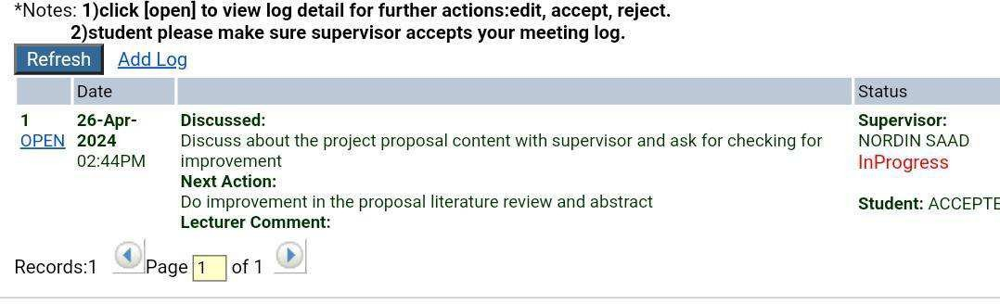 *Notes: 1)click [open] to view log detail for further actions:edit, accept, reject.
2)student please make sure supervisor accepts your meeting log.
Refresh Add Log
Date Status
1 26-Apr- Discussed: Supervisor:
OPEN 2024 Discuss about the project proposal content with supervisor and ask for checking for NORDIN SAAD
02:44PM improvement InProgress
Next Action:
Do improvement in the proposal literature review and abstract Student: ACCEPTE
Lecturer Comment:
Records:1 Page 1 of 1